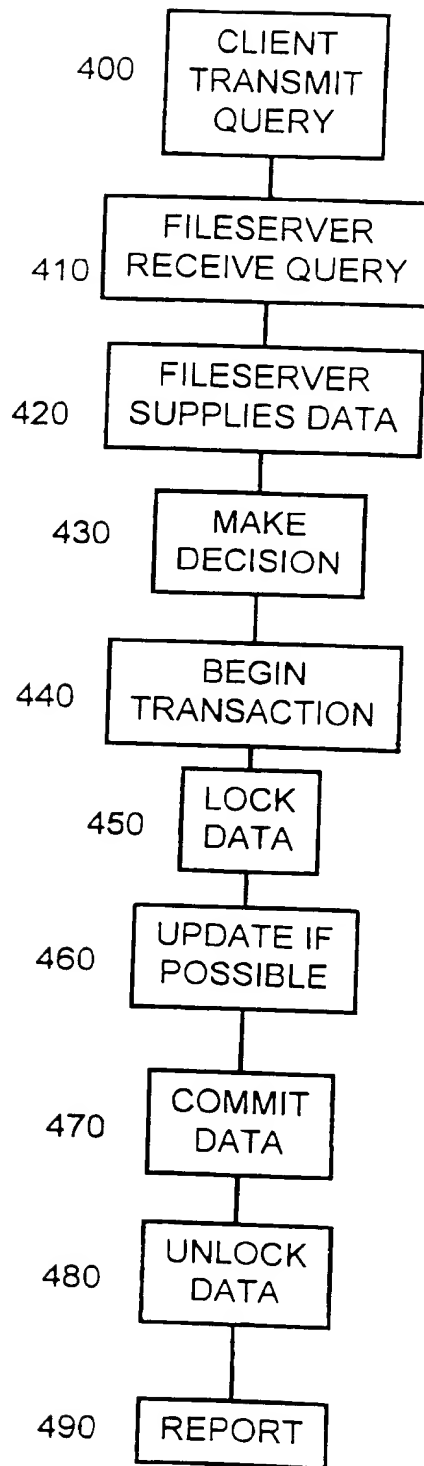 400
CLIENT
TRANSMIT
QUERY
410
FILESERVER
RECEIVE QUERY
420
FILESERVER
SUPPLIES DATA
430
MAKE
DECISION
440
BEGIN
TRANSACTION
450
LOCK
DATA
460
UPDATE IF
POSSIBLE
470
COMMIT
DATA
480
UNLOCK
DATA
490
REPORT